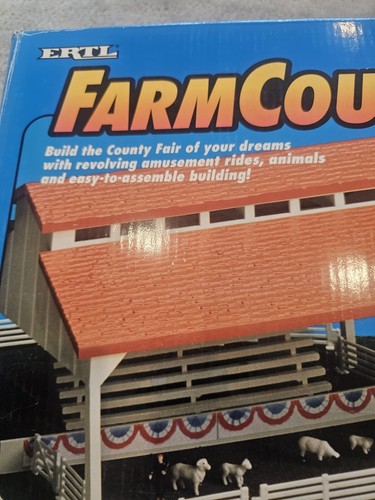 ERTL
FARMCOU
Build the County Fair of your dreams
with revolving amusement rides, animals
and easy-to-assemble building!